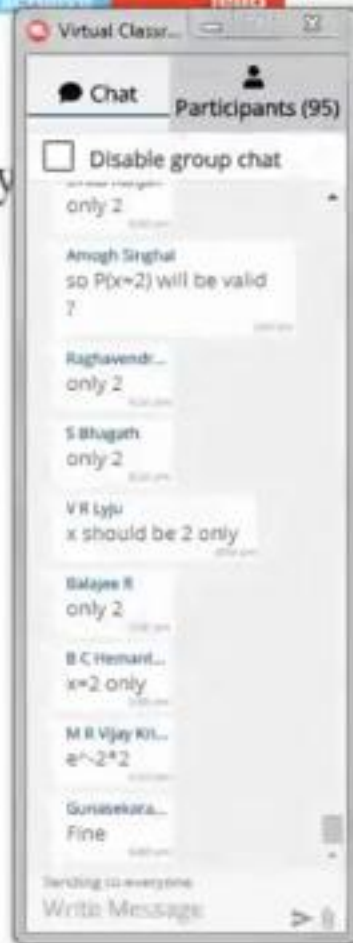 Virtual Classr...
Chat
Participants (95)
Disable group chat
only 2
Amogh Singhal
so P(x=2) will be valid
?
Raghavendr...
only 2
S Bhagath
only 2
V R Lyju
x should be 2 only
Balajee R
only 2
B C Hemant...
x=2 only
M R Vijay Kri...
e^-2*2
Gunasekara...
Fine
Sending to everyone
Write Message